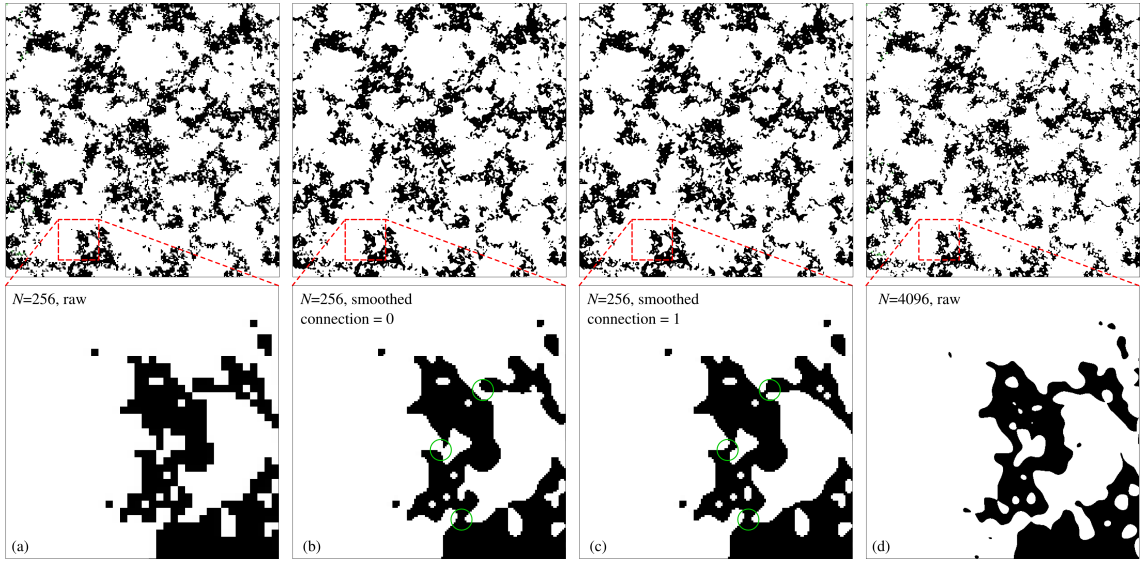 N=256, raw
(a)
N=256, smoothed
connection = 0
(b)
N=256, smoothed
connection = 1
(c)
N=4096, raw
(d)